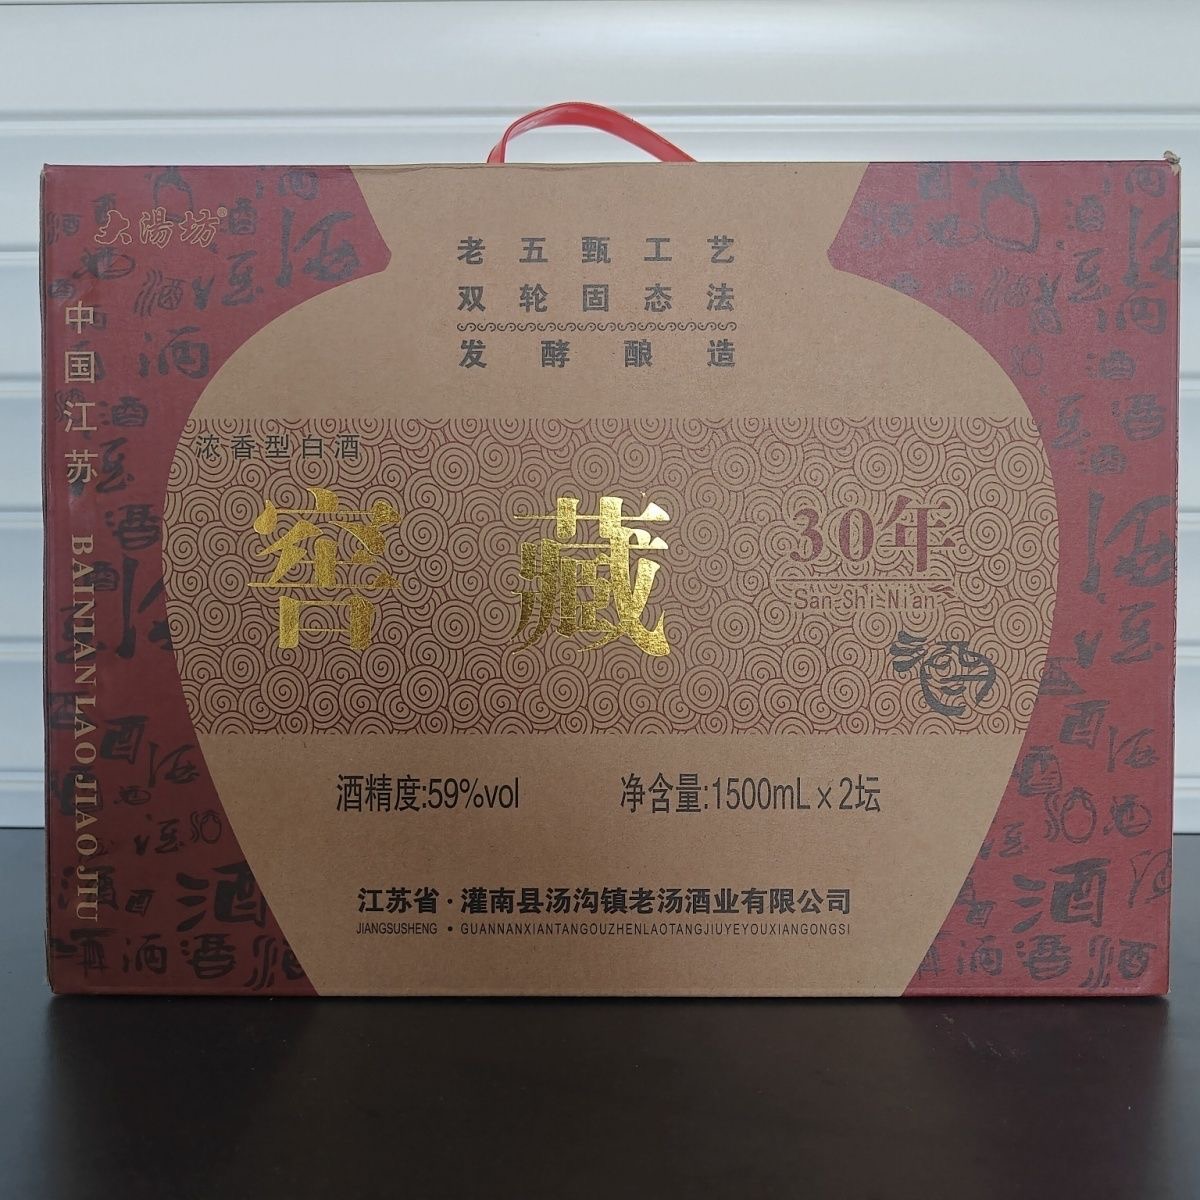 大湯坊®
中国江苏
BAINIAN LAOJIAO JIU
老五甄工艺
双轮固态法
发酵酿造
浓香型白酒
窖藏
30年
San-Shi-Nian
酒
酒精度:59%vol
净含量:1500mL x 2坛
江苏省·灌南县汤沟镇老汤酒业有限公司
JIANGSUSHENG • GUANNANXIANTANGOUZHENLAOTANGJIUYEYOUXIANGONGSI